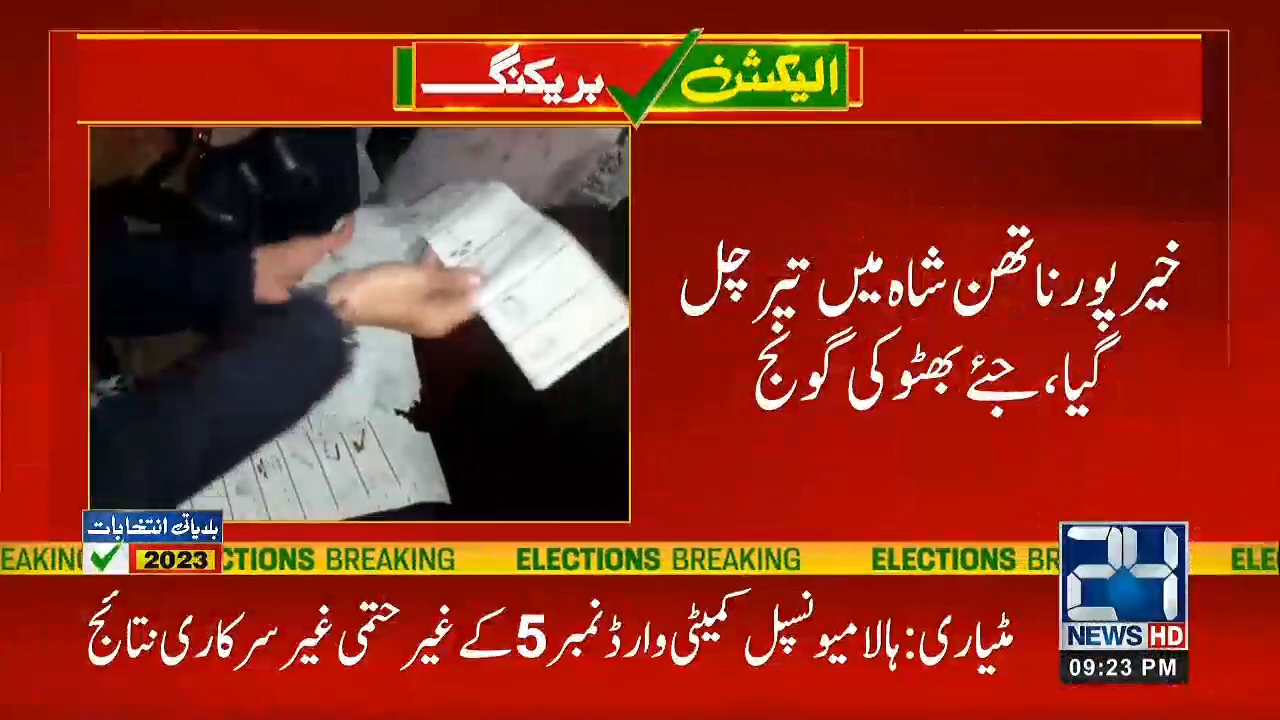 الیکشن بریکنگ
خیرپور ناتھن شاہ میں تیر چل
گیا، جئے بھٹو کی گونج
بلدیاتی انتخابات
2023
EAKING ELECTIONS BREAKING ELECTIONS BREAKING ELECTIONS BR ELE
24
NEWS HD
مٹیاری: ہالا میونسپل کمیٹی وارڈ نمبر 5 کے غیر حتمی غیر سرکاری نتائج
09:23 PM